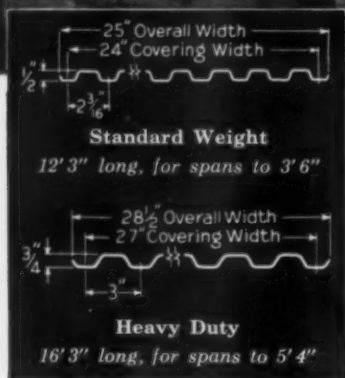 25" Overall Width
24" Covering Width
1/2"
2 3/16"
Standard Weight
12' 3" long, for spans to 3' 6"
28 1/2" Overall Width
27" Covering Width
3/4"
3"
Heavy Duty
16' 3" long, for spans to 5' 4"